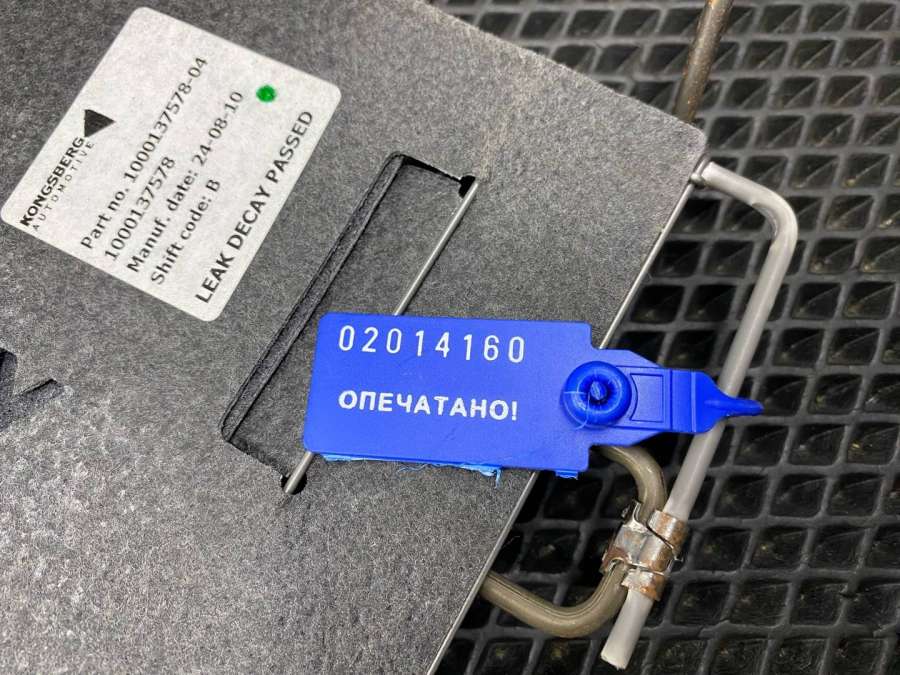 KONGSBERG
AUTOMOTIVE
Part no. 1000137578-04
1000137578
Manuf. date: 24-08-10
Shift code: B
LEAK DECAY PASSED
02014160
ОПЕЧАТАНО!